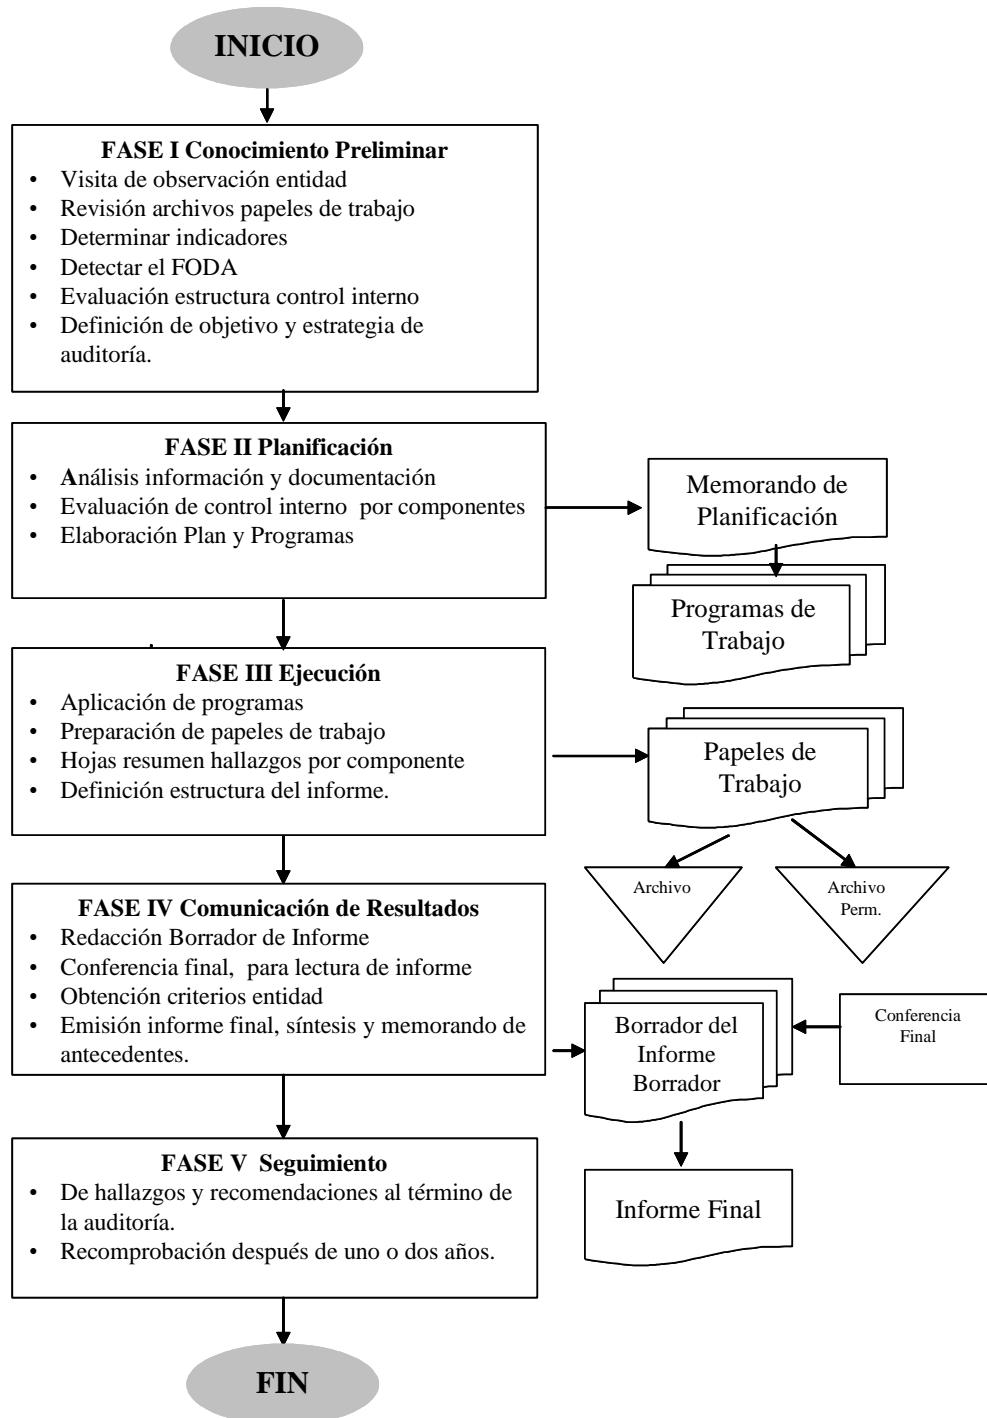 INICIO
FASE I Conocimiento Preliminar
• Visita de observación entidad
• Revisión archivos papeles de trabajo
• Determinar indicadores
• Detectar el FODA
• Evaluación estructura control interno
• Definición de objetivo y estrategia de
auditoría.
FASE II Planificación
• Análisis información y documentación
• Evaluación de control interno por componentes
• Elaboración Plan y Programas
Memorando de
Planificación
Programas de
Trabajo
FASE III Ejecución
• Aplicación de programas
• Preparación de papeles de trabajo
• Hojas resumen hallazgos por componente
• Definición estructura del informe.
Papeles de
Trabajo
Archivo
Archivo
Perm.
FASE IV Comunicación de Resultados
• Redacción Borrador de Informe
• Conferencia final, para lectura de informe
• Obtención criterios entidad
• Emisión informe final, síntesis y memorando de
antecedentes.
Borrador del
Informe
Borrador
Conferencia
Final
FASE V Seguimiento
• De hallazgos y recomendaciones al término de
la auditoría.
• Recomprobación después de uno o dos años.
Informe Final
FIN